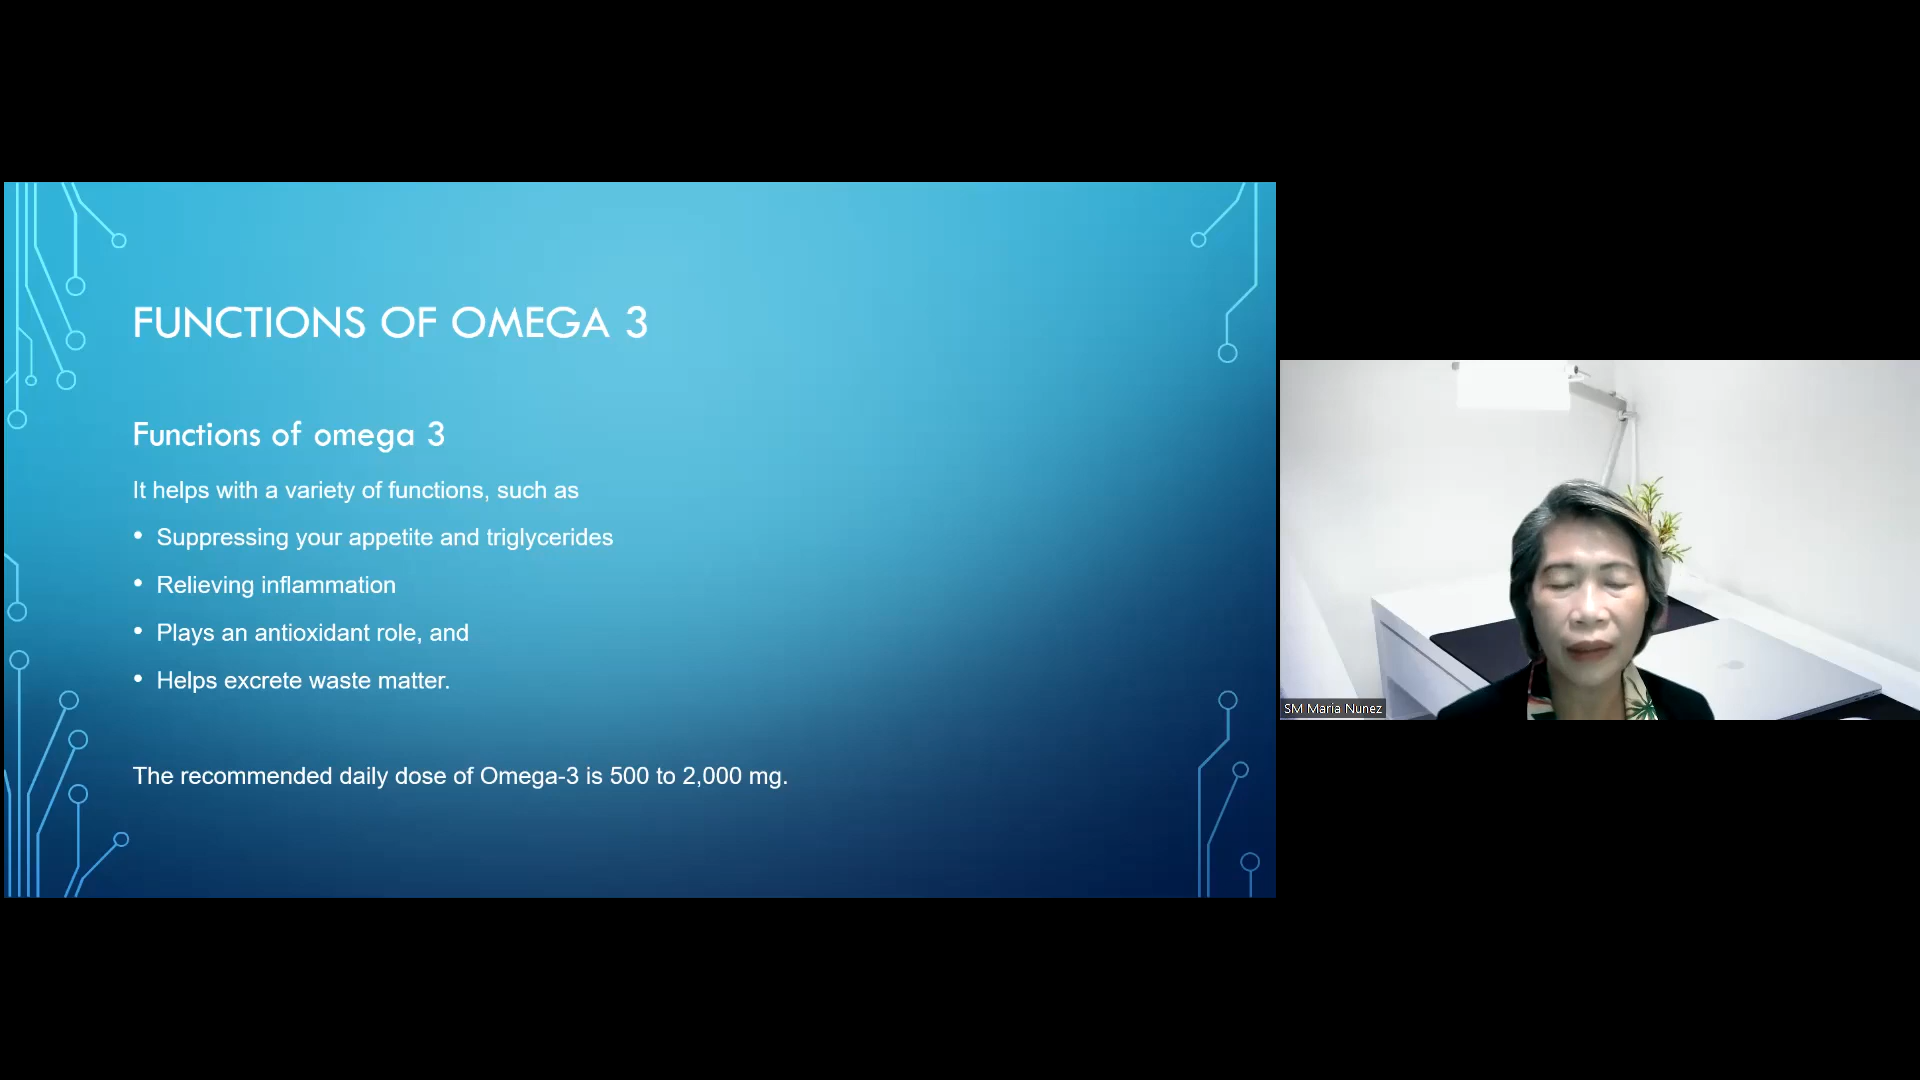 FUNCTIONS OF OMEGA 3
Functions of omega 3
It helps with a variety of functions, such as
• Suppressing your appetite and triglycerides
• Relieving inflammation
• Plays an antioxidant role, and
• Helps excrete waste matter.
The recommended daily dose of Omega-3 is 500 to 2,000 mg.
SM Maria Nunez